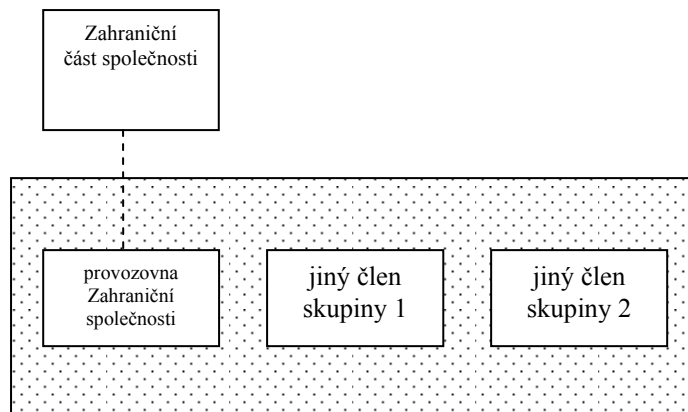 Zahraniční
část společnosti
provozovna
Zahraniční
společnosti
jiný člen
skupiny 1
jiný člen
skupiny 2